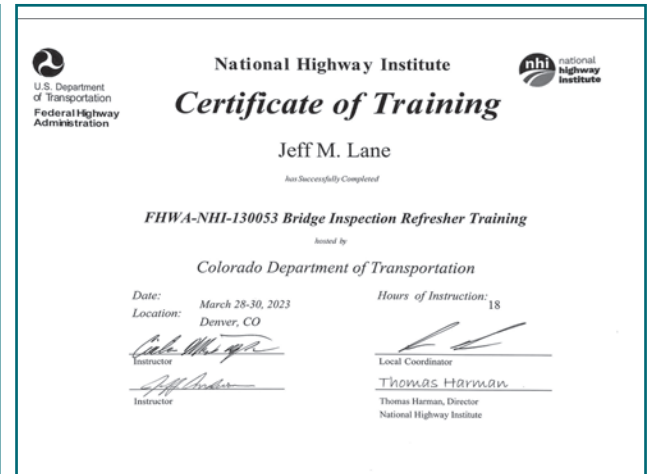 U.S. Department
of Transportation
Federal Highway
Administration
National Highway Institute
nhi national
highway
institute
Certificate of Training
Jeff M. Lane
has Successfully Completed
FHWA-NHI-130053 Bridge Inspection Refresher Training
hosted by
Colorado Department of Transportation
Date: March 28-30, 2023
Location: Denver, CO
Hours of Instruction: 18
Instructor
Local Coordinator
Thomas Harman
Instructor
Thomas Harman, Director
National Highway Institute